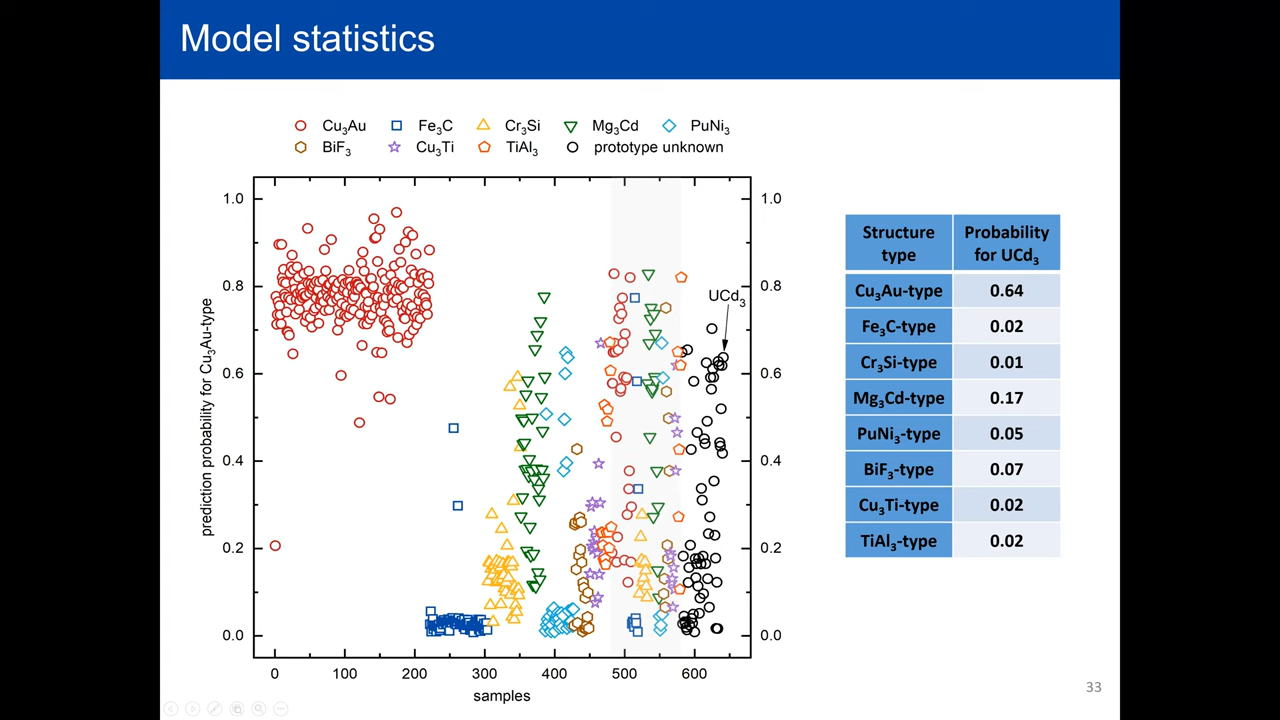 Model statistics
Cu₃Au Fe₃C Cr₃Si Mg₃Cd PuNi₃
BiF₃ Cu₃Ti TiAl₃ prototype unknown
prediction probability for Cu₃Au-type
1.0 1.0
0.8 0.8
0.6 0.6
0.4 0.4
0.2 0.2
0.0 0.0
UCd₃
0 100 200 300 400 500 600
samples
Structure type Probability for UCd₃
Cu₃Au-type 0.64
Fe₃C-type 0.02
Cr₃Si-type 0.01
Mg₃Cd-type 0.17
PuNi₃-type 0.05
BiF₃-type 0.07
Cu₃Ti-type 0.02
TiAl₃-type 0.02
33